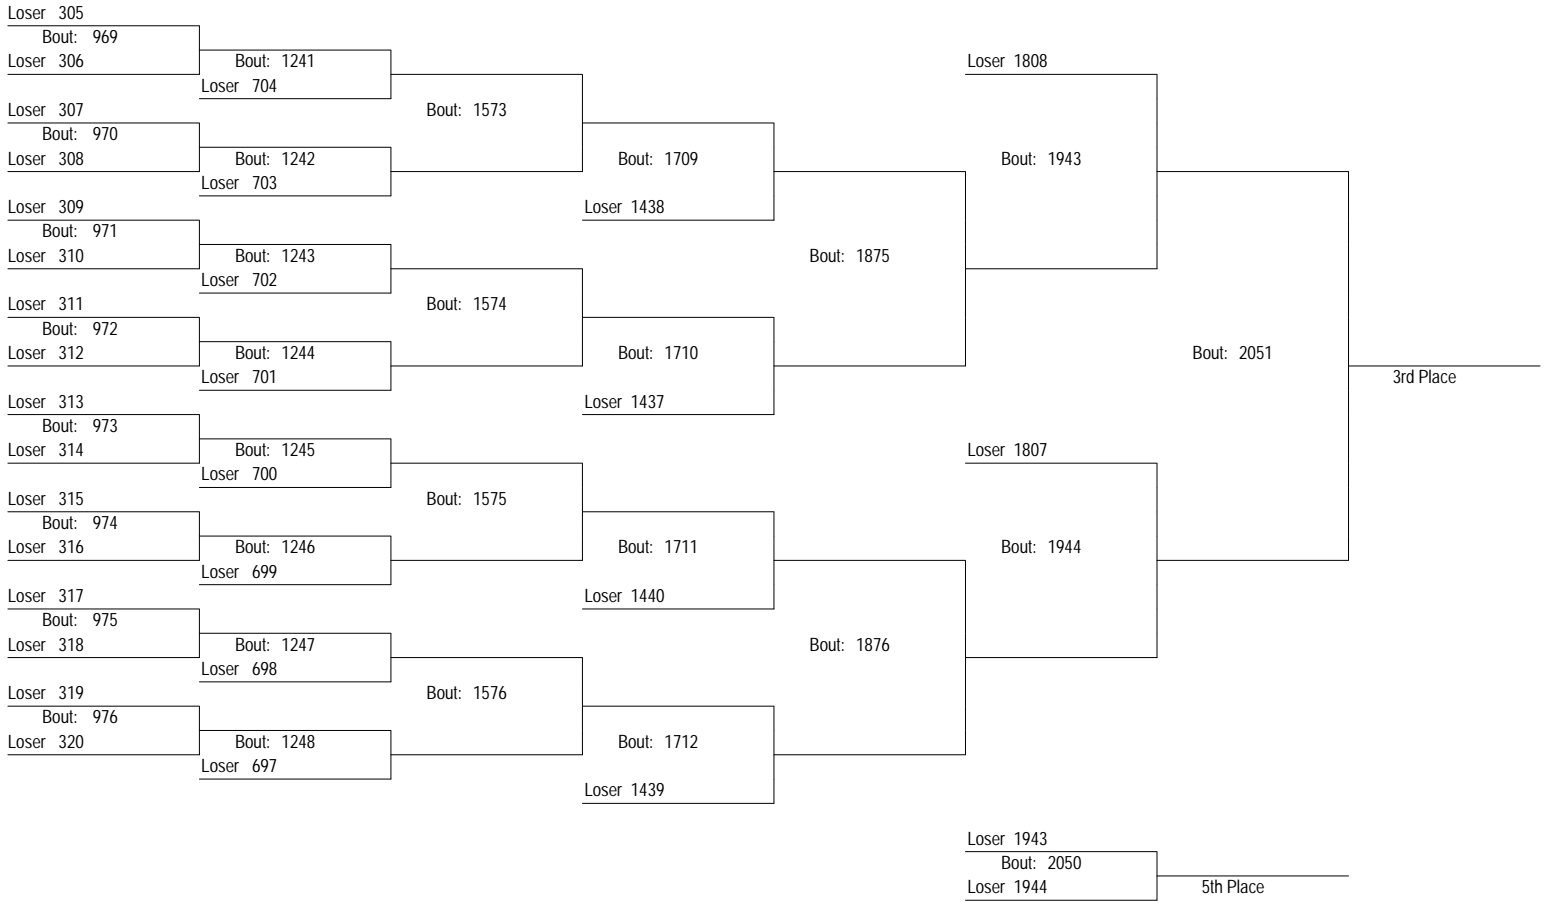 Loser 305
Bout: 969
Loser 306
Bout: 1241
Loser 1808
Loser 704
Loser 307
Bout: 1573
Bout: 970
Loser 308
Bout: 1242
Bout: 1709
Bout: 1943
Loser 703
Loser 309
Loser 1438
Bout: 971
Loser 310
Bout: 1243
Bout: 1875
Loser 702
Loser 311
Bout: 1574
Bout: 972
Loser 312
Bout: 1244
Bout: 1710
Bout: 2051
Loser 701
3rd Place
Loser 313
Loser 1437
Bout: 973
Loser 314
Bout: 1245
Loser 1807
Loser 700
Loser 315
Bout: 1575
Bout: 974
Loser 316
Bout: 1246
Bout: 1711
Bout: 1944
Loser 699
Loser 317
Loser 1440
Bout: 975
Loser 318
Bout: 1247
Bout: 1876
Loser 698
Loser 319
Bout: 1576
Bout: 976
Loser 320
Bout: 1248
Bout: 1712
Loser 697
Loser 1439
Loser 1943
Bout: 2050
Loser 1944
5th Place